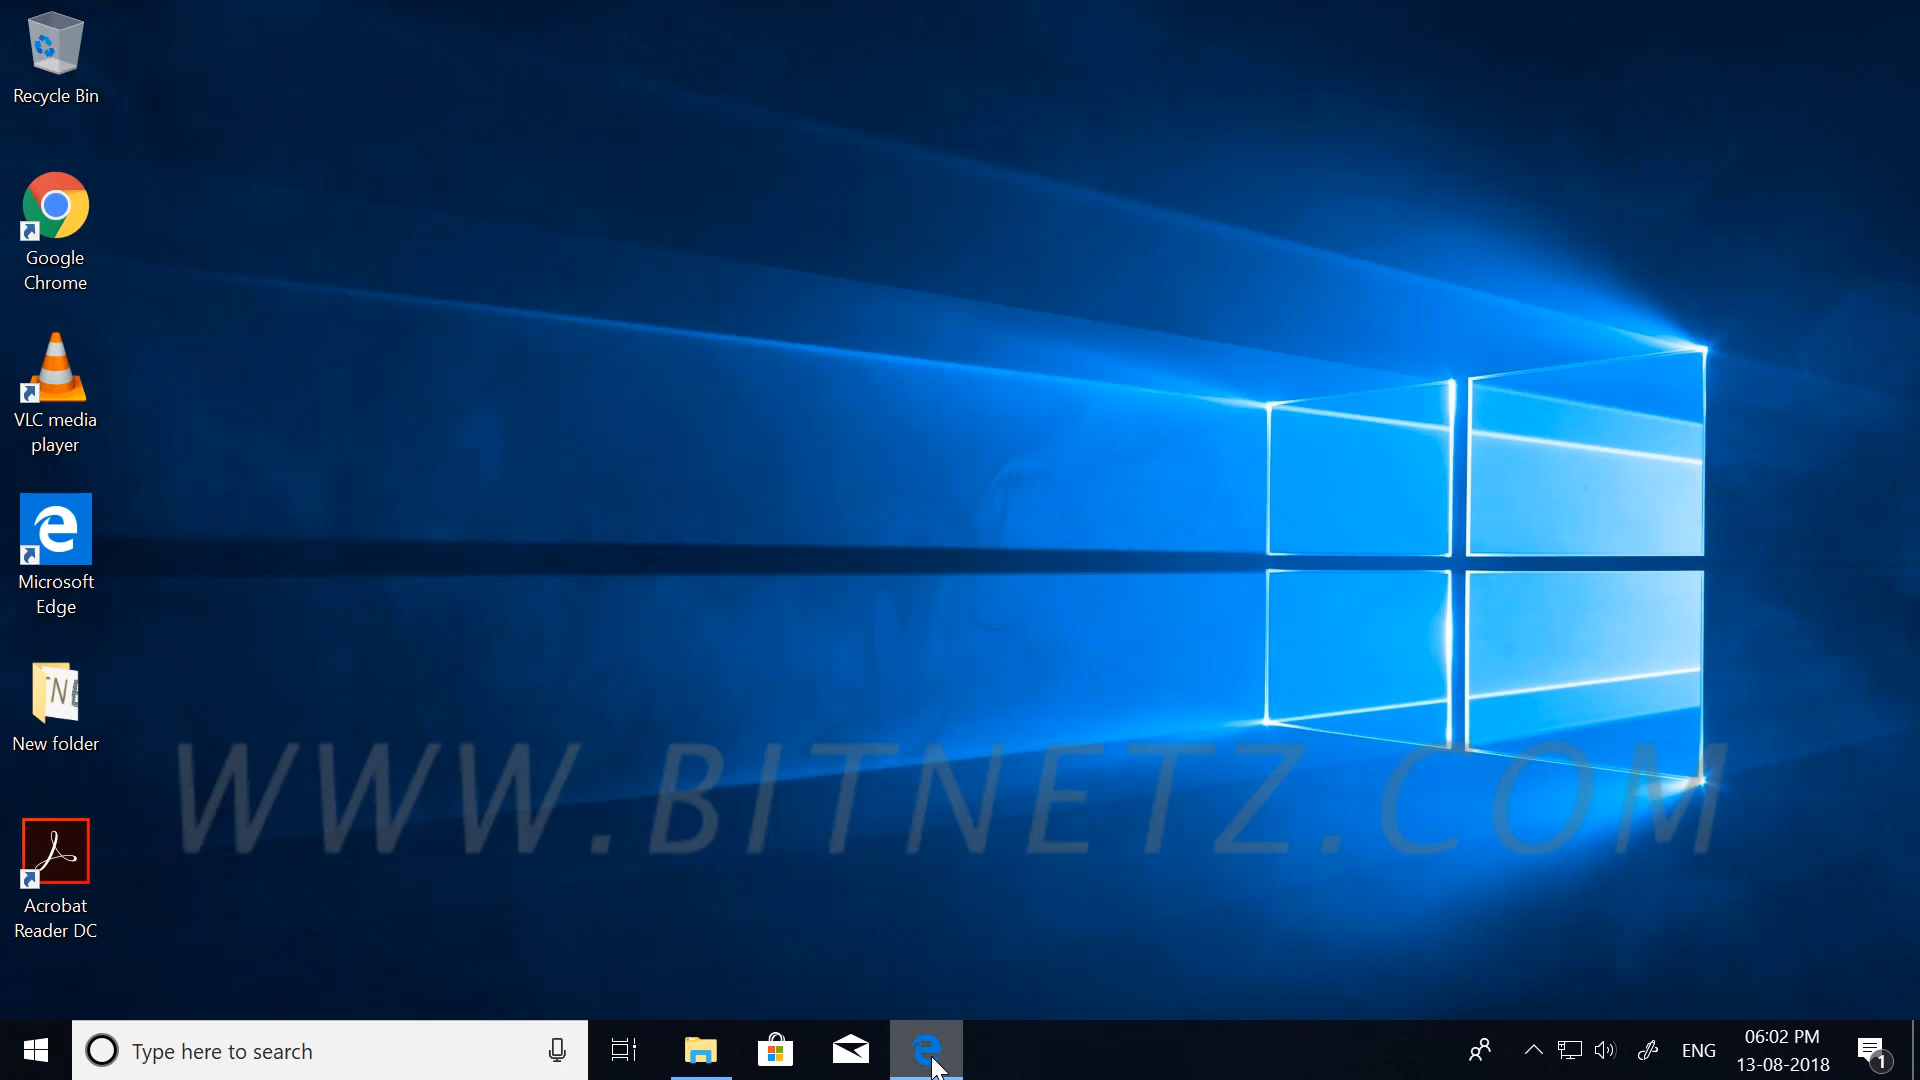 Recycle Bin
Google
Chrome
VLC media
player
Microsoft
Edge
New folder
WWW.BITNETZ.COM
Acrobat
Reader DC
Type here to search
ENG
06:02 PM
13-08-2018
1